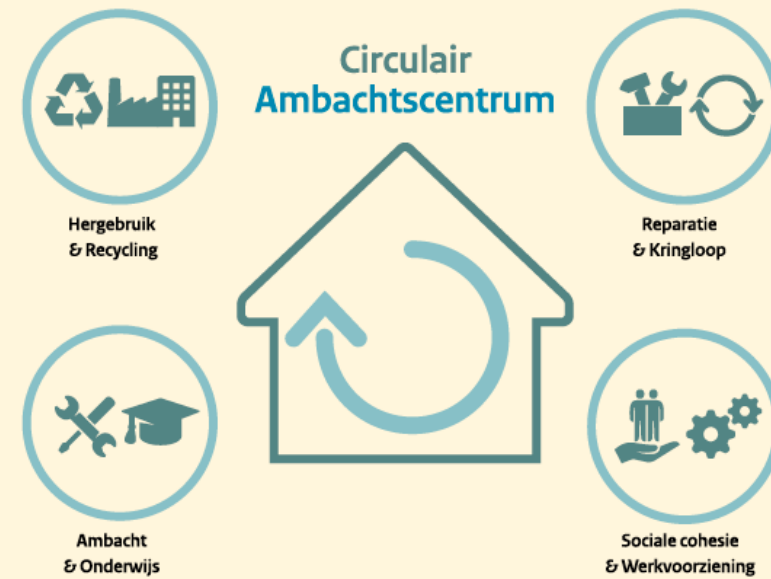 Circulair
Ambachtscentrum
Hergebruik
& Recycling
Reparatie
& Kringloop
Ambacht
& Onderwijs
Sociale cohesie
& Werkvoorziening